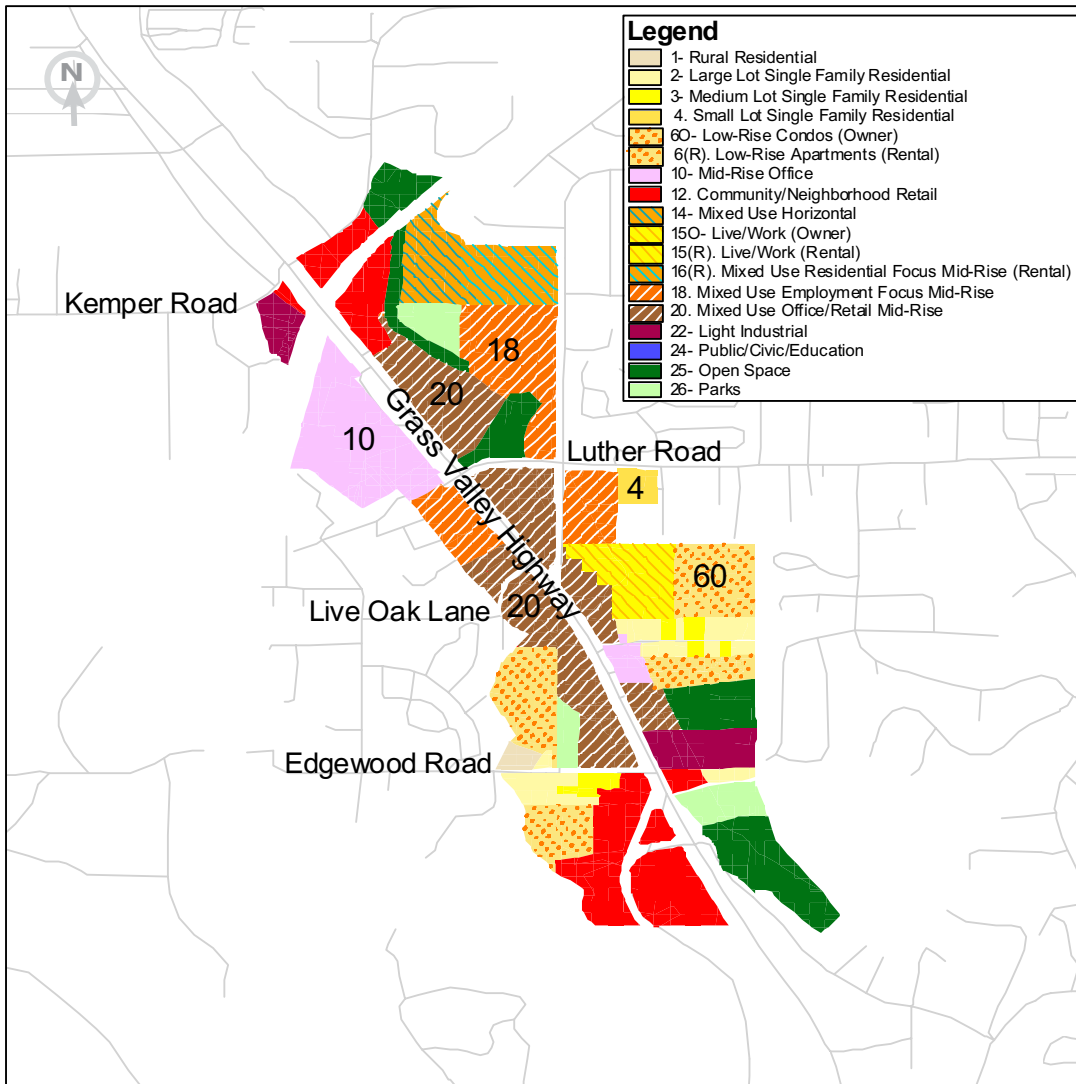 Legend
1- Rural Residential
2- Large Lot Single Family Residential
3- Medium Lot Single Family Residential
4. Small Lot Single Family Residential
6O- Low-Rise Condos (Owner)
6(R). Low-Rise Apartments (Rental)
10- Mid-Rise Office
12. Community/Neighborhood Retail
14- Mixed Use Horizontal
15O- Live/Work (Owner)
15(R). Live/Work (Rental)
16(R). Mixed Use Residential Focus Mid-Rise (Rental)
18. Mixed Use Employment Focus Mid-Rise
20. Mixed Use Office/Retail Mid-Rise
22- Light Industrial
24- Public/Civic/Education
25- Open Space
26- Parks
N
Kemper Road
18
20
10
Grass Valley Highway
Luther Road
4
60
Live Oak Lane
20
Edgewood Road